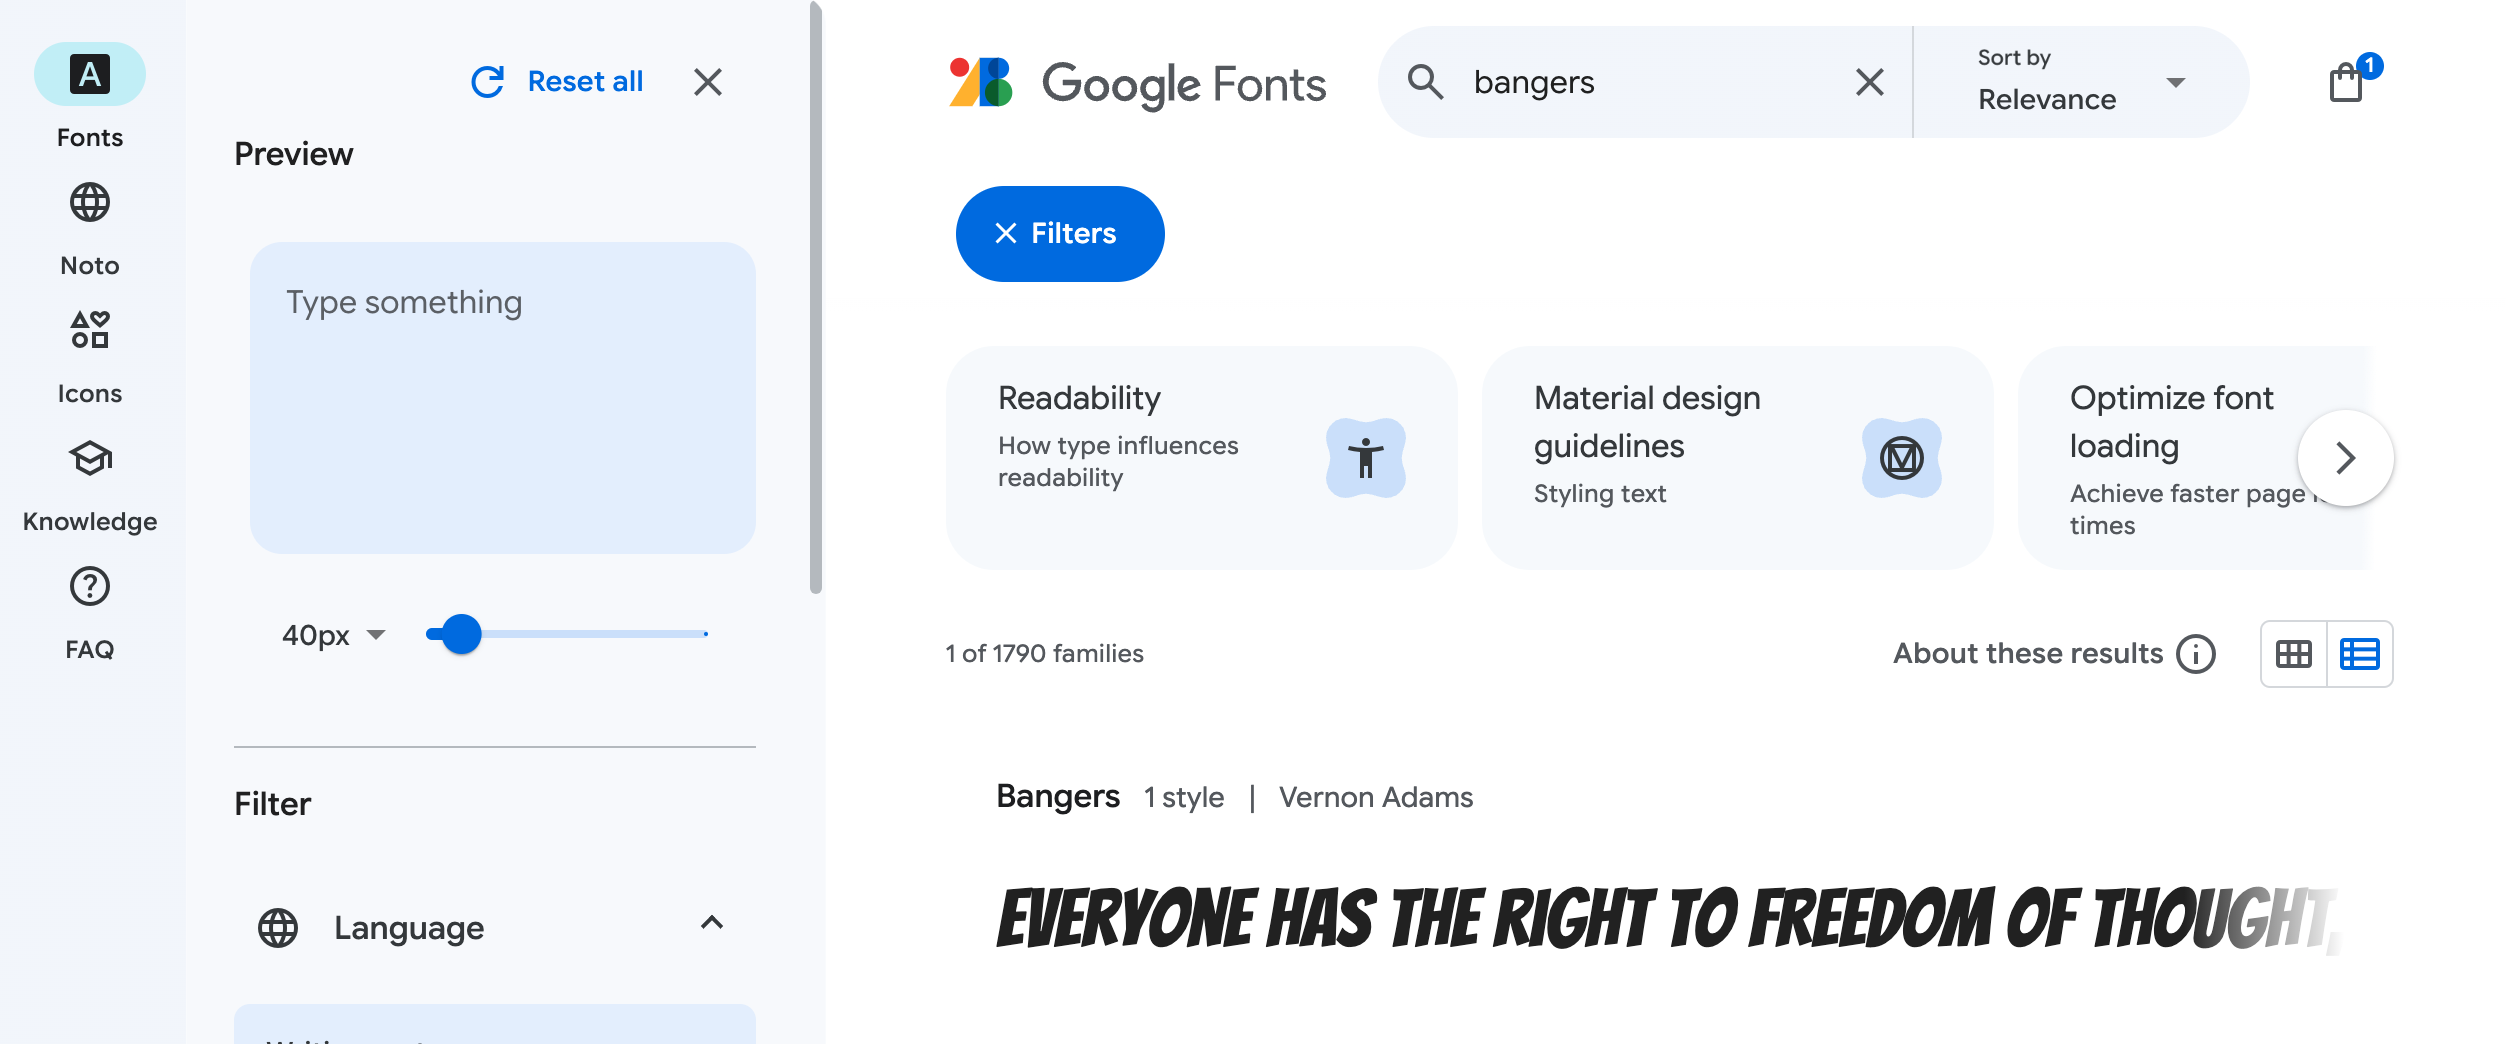 Fonts
Noto
Icons
Knowledge
FAQ
Reset all
Preview
Type something
40px
Filter
Language
Google Fonts
bangers
Sort by
Relevance
1
Filters
Readability
How type influences
readability
Material design
guidelines
Styling text
Optimize font
loading
Achieve faster page
times
1 of 1790 families
About these results
Bangers 1 style | Vernon Adams
EVERYONE HAS THE RIGHT TO FREEDOM OF THOUGHT,